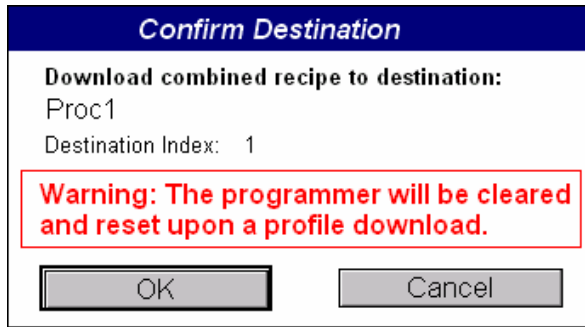 Confirm Destination
Download combined recipe to destination:
Proc1
Destination Index: 1
Warning: The programmer will be cleared
and reset upon a profile download.
OK Cancel